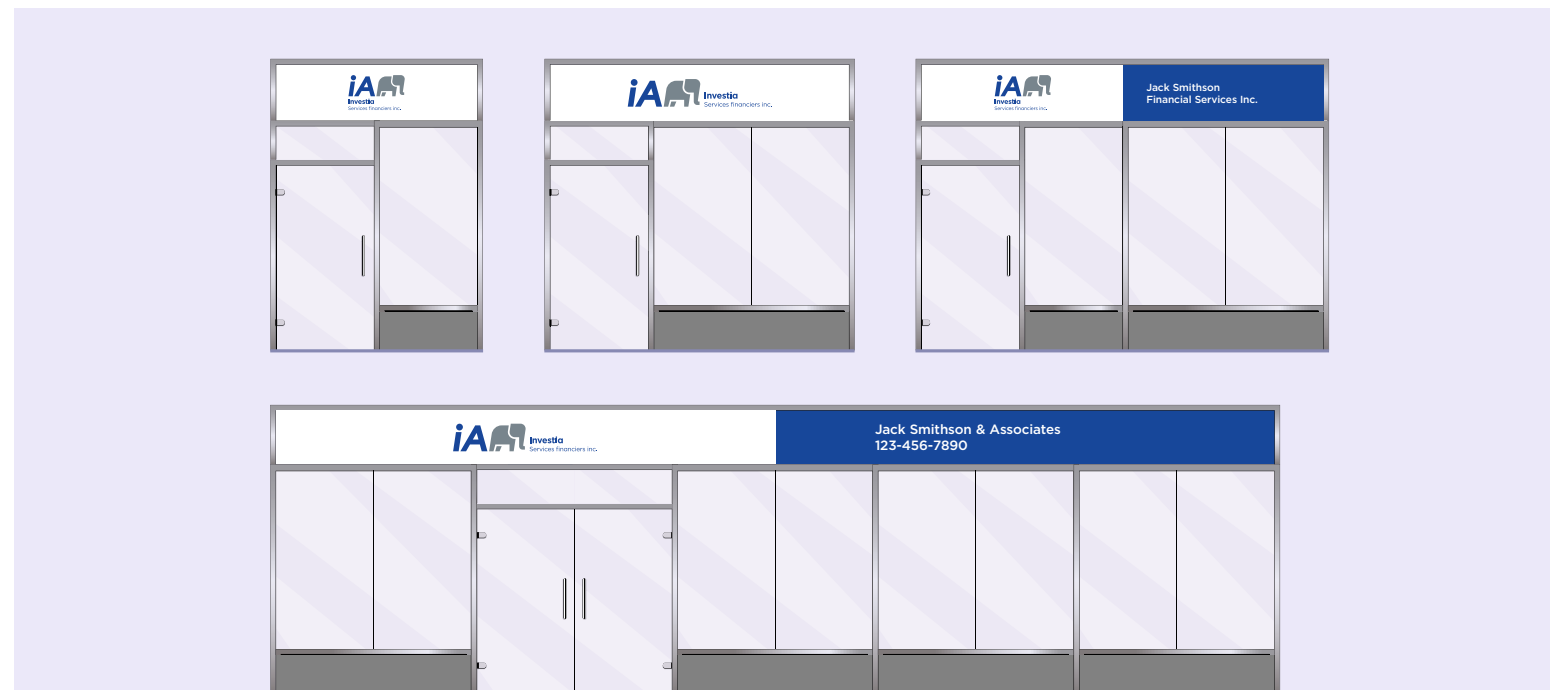 iA
Investia
Services financiers inc.
iA
Investia
Services financiers inc.
iA
Investia
Services financiers inc.
Jack Smithson
Financial Services Inc.
iA
Investia
Services financiers inc.
Jack Smithson & Associates
123-456-7890